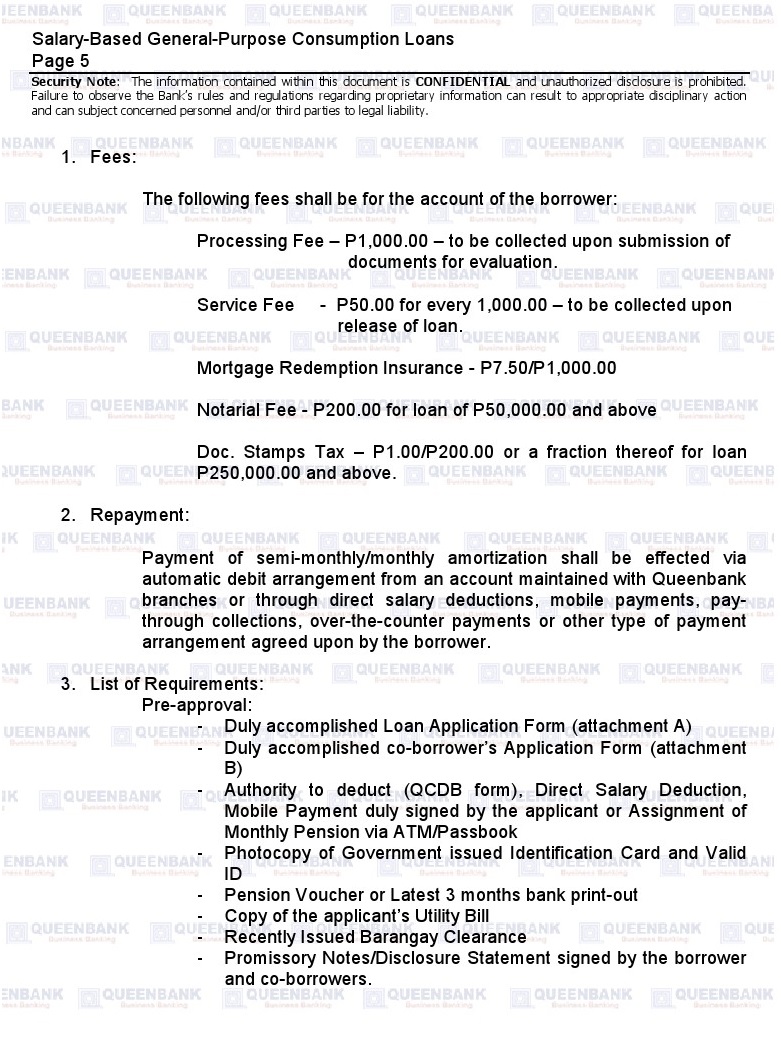 Salary-Based General-Purpose Consumption Loans
Page 5
Security Note: The information contained within this document is CONFIDENTIAL and unauthorized disclosure is prohibited.
Failure to observe the Bank's rules and regulations regarding proprietary information can result to appropriate disciplinary action
and can subject concerned personnel and/or third parties to legal liability.
1. Fees:
The following fees shall be for the account of the borrower:
Processing Fee – P1,000.00 – to be collected upon submission of
documents for evaluation.
Service Fee - P50.00 for every 1,000.00 – to be collected upon
release of loan.
Mortgage Redemption Insurance - P7.50/P1,000.00
Notarial Fee - P200.00 for loan of P50,000.00 and above
Doc. Stamps Tax – P1.00/P200.00 or a fraction thereof for loan
P250,000.00 and above.
2. Repayment:
Payment of semi-monthly/monthly amortization shall be effected via
automatic debit arrangement from an account maintained with Queenbank
branches or through direct salary deductions, mobile payments, pay-
through collections, over-the-counter payments or other type of payment
arrangement agreed upon by the borrower.
3. List of Requirements:
Pre-approval:
- Duly accomplished Loan Application Form (attachment A)
- Duly accomplished co-borrower's Application Form (attachment
B)
- Authority to deduct (QCDB form), Direct Salary Deduction,
Mobile Payment duly signed by the applicant or Assignment of
Monthly Pension via ATM/Passbook
- Photocopy of Government issued Identification Card and Valid
ID
- Pension Voucher or Latest 3 months bank print-out
- Copy of the applicant's Utility Bill
- Recently Issued Barangay Clearance
- Promissory Notes/Disclosure Statement signed by the borrower
and co-borrowers.